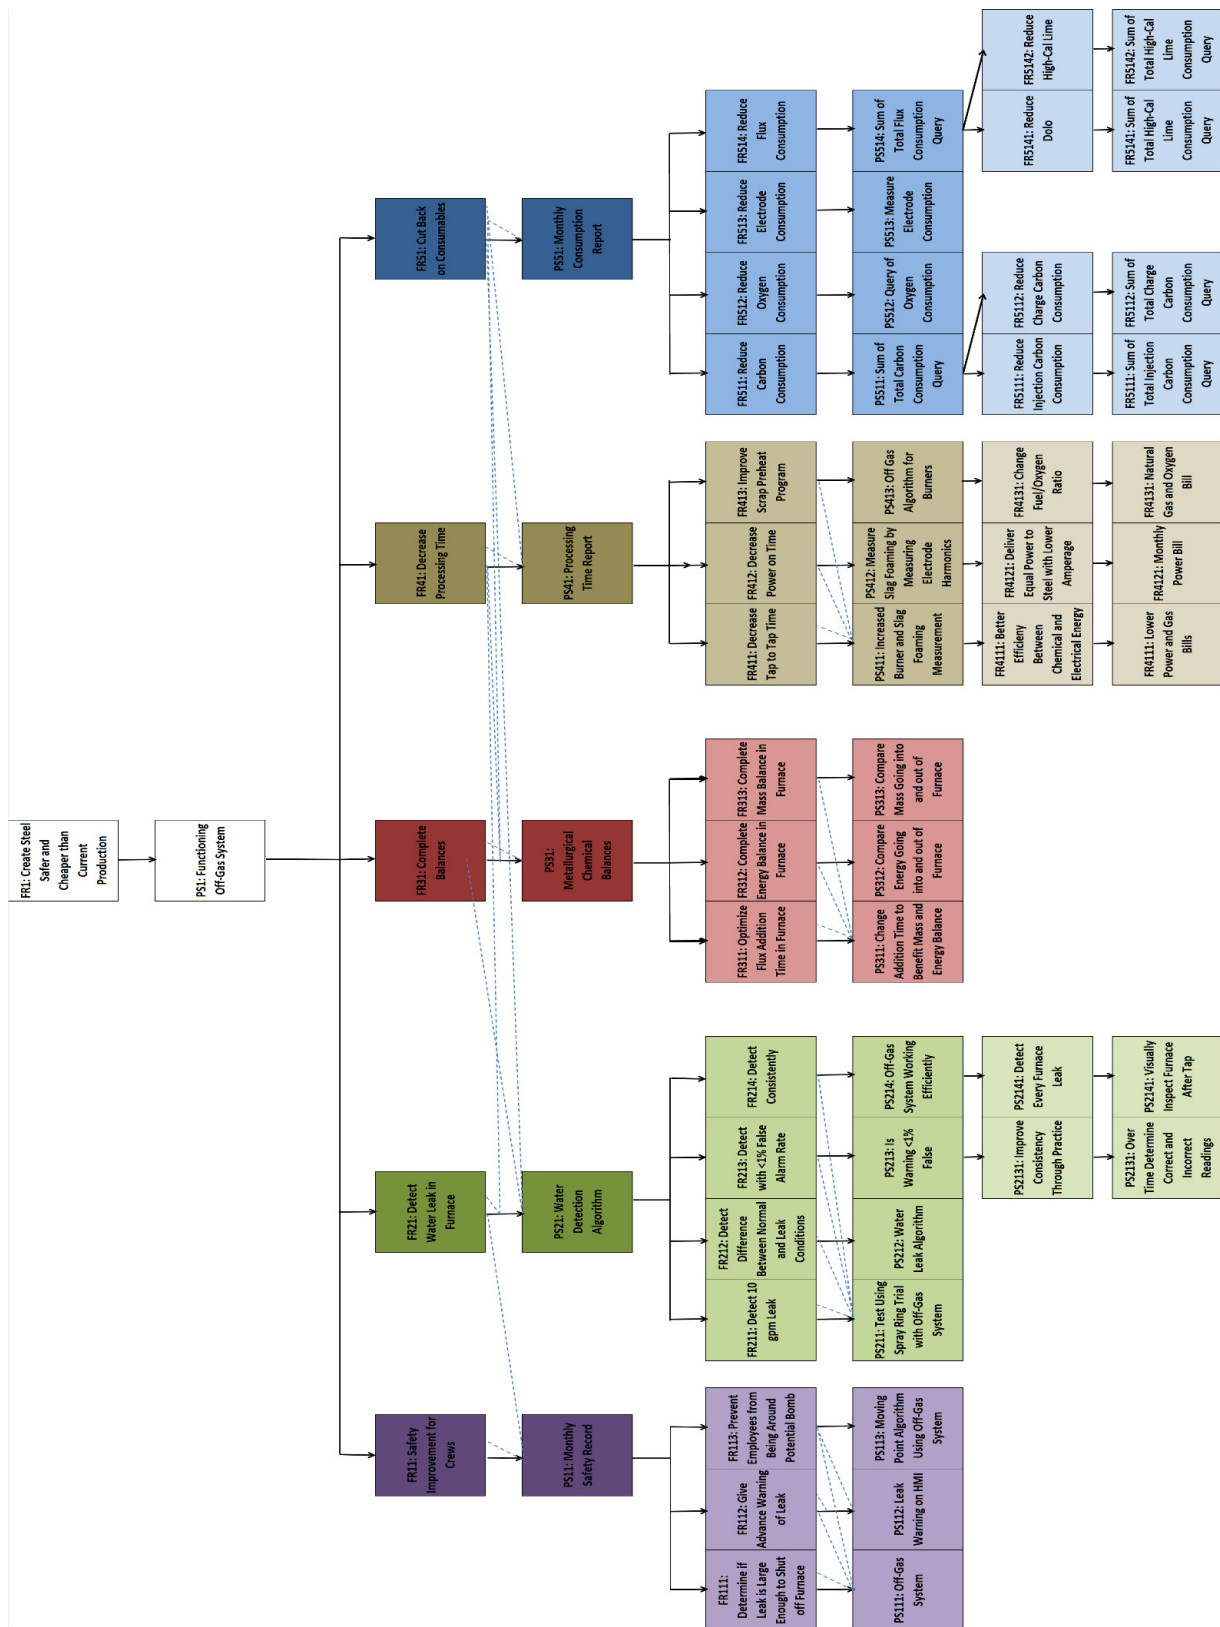 FR1: Create Steel
Safer and
Cheaper than
Current
Production
PS1: Functioning
Off-Gas System
FR11: Safety
Improvement for
Crews
FR21: Detect
Water Leak in
Furnace
FR31: Complete
Balances
FR41: Decrease
Processing Time
FR51: Cut Back
on Consumables
PS11: Monthly
Safety Record
PS21: Water
Detection
Algorithm
PS31:
Metallurgical
Chemical
Balances
PS41: Processing
Time Report
PS51: Monthly
Consumption
Report
FR111:
Determine if
Leak is Large
Enough to Shut
off Furnace
FR112: Give
Advance Warning
of Leak
FR113: Prevent
Employees from
Being Around
Potential Bomb
FR211: Detect 10
gpm Leak
FR212: Detect
Difference
Between Normal
and Leak
Conditions
FR213: Detect
with <1% False
Alarm Rate
FR214: Detect
Consistently
FR311: Optimize
Flux Addition
Time in Furnace
FR312: Complete
Energy Balance in
Furnace
FR313: Complete
Mass Balance in
Furnace
FR411: Decrease
Tap to Tap Time
FR412: Decrease
Power on Time
FR413: Improve
Scrap Preheat
Program
FR511: Reduce
Carbon
Consumption
FR512: Reduce
Oxygen
Consumption
FR513: Reduce
Electrode
Consumption
FR514: Reduce
Flux
Consumption
PS111: Off-Gas
System
PS112: Leak
Warning on HMI
PS113: Moving
Point Algorithm
Using Off-Gas
System
PS211: Test Using
Spray Ring Trial
with Off-Gas
System
PS212: Water
Leak Algorithm
PS213: Is
Warning <1%
False
PS214: Off-Gas
System Working
Efficiently
PS311: Change
Addition Time to
Benefit Mass and
Energy Balance
PS312: Compare
Energy Going
into and out of
Furnace
PS313: Compare
Mass Going into
and out of
Furnace
PS411: Increased
Burner and Slag
Foaming
Measurement
PS412: Measure
Slag Foaming by
Measuring
Electrode
Harmonics
PS413: Off Gas
Algorithm for
Burners
PS511: Sum of
Total Carbon
Consumption
Query
PS512: Query of
Oxygen
Consumption
PS513: Measure
Electrode
Consumption
PS514: Sum of
Total Flux
Consumption
Query
PS2131: Improve
Consistency
Through Practice
PS2141: Detect
Every Furnace
Leak
FR4111: Better
Efficieny
Between
Chemical and
Electrical Energy
FR4121: Deliver
Equal Power to
Steel with Lower
Amperage
FR4131: Change
Fuel/Oxygen
Ratio
FR5111: Reduce
Injection Carbon
Consumption
FR5112: Reduce
Charge Carbon
Consumption
FR5141: Reduce
Dolo
FR5142: Reduce
High-Cal Lime
PS2131: Over
Time Determine
Correct and
Incorrect
Readings
PS2141: Visually
Inspect Furnace
After Tap
FR4111: Lower
Power and Gas
Bills
FR4121: Monthly
Power Bill
FR4131: Natural
Gas and Oxygen
Bill
FR5111: Sum of
Total Injection
Carbon
Consumption
Query
FR5112: Sum of
Total Charge
Carbon
Consumption
Query
FR5141: Sum of
Total High-Cal
Lime
Consumption
Query
FR5142: Sum of
Total High-Cal
Lime
Consumption
Query